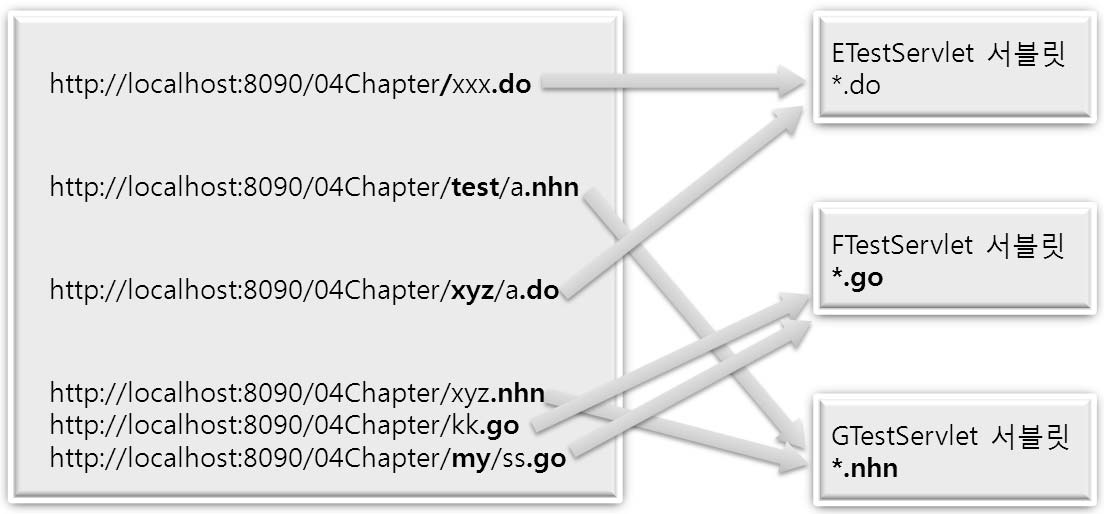 http://localhost:8090/04Chapter/xxx.do
http://localhost:8090/04Chapter/test/a.nhn
http://localhost:8090/04Chapter/xyz/a.do
http://localhost:8090/04Chapter/xyz.nhn
http://localhost:8090/04Chapter/kk.go
http://localhost:8090/04Chapter/my/ss.go
ETestServlet 서블릿
*.do
FTestServlet 서블릿
*.go
GTestServlet 서블릿
*.nhn